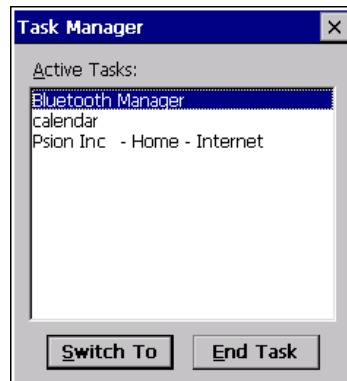 Task Manager
Active Tasks:
Bluetooth Manager
calendar
Psion Inc - Home - Internet
Switch To
End Task